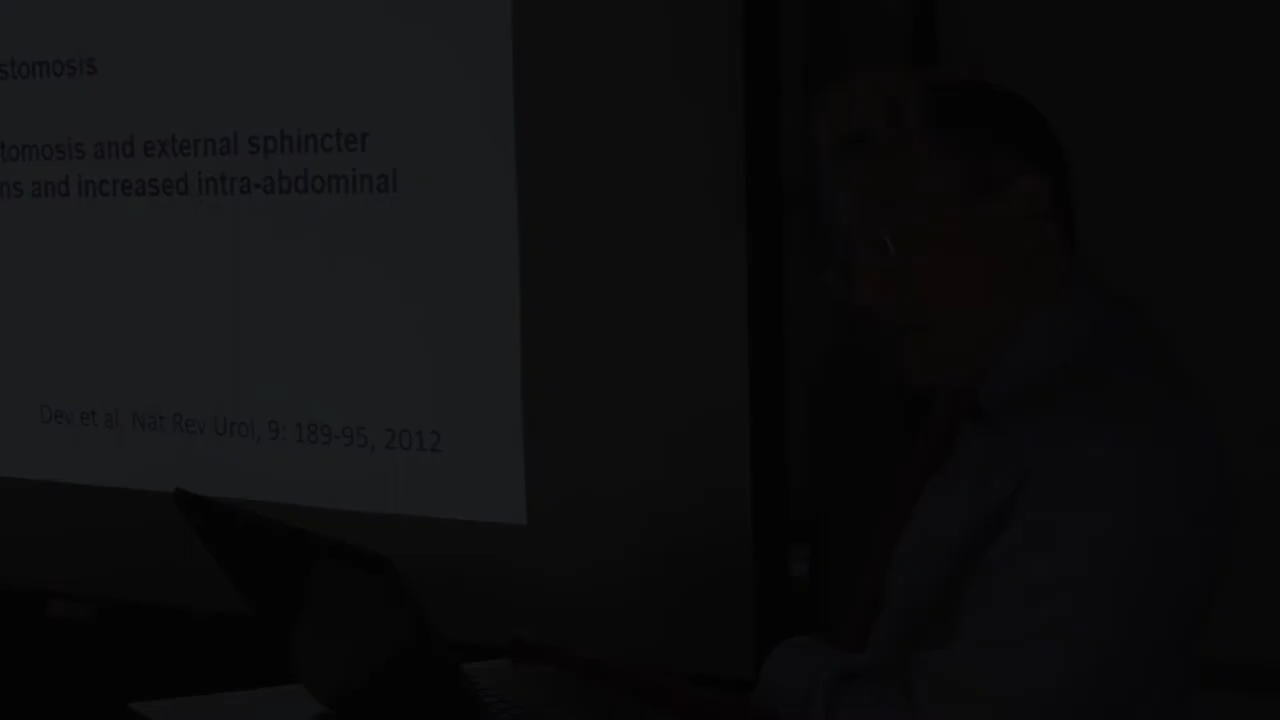 stomosis
tomosis and external sphincter
ns and increased intra-abdominal
Dev et al. Nat Rev Urol, 9: 189-95, 2012